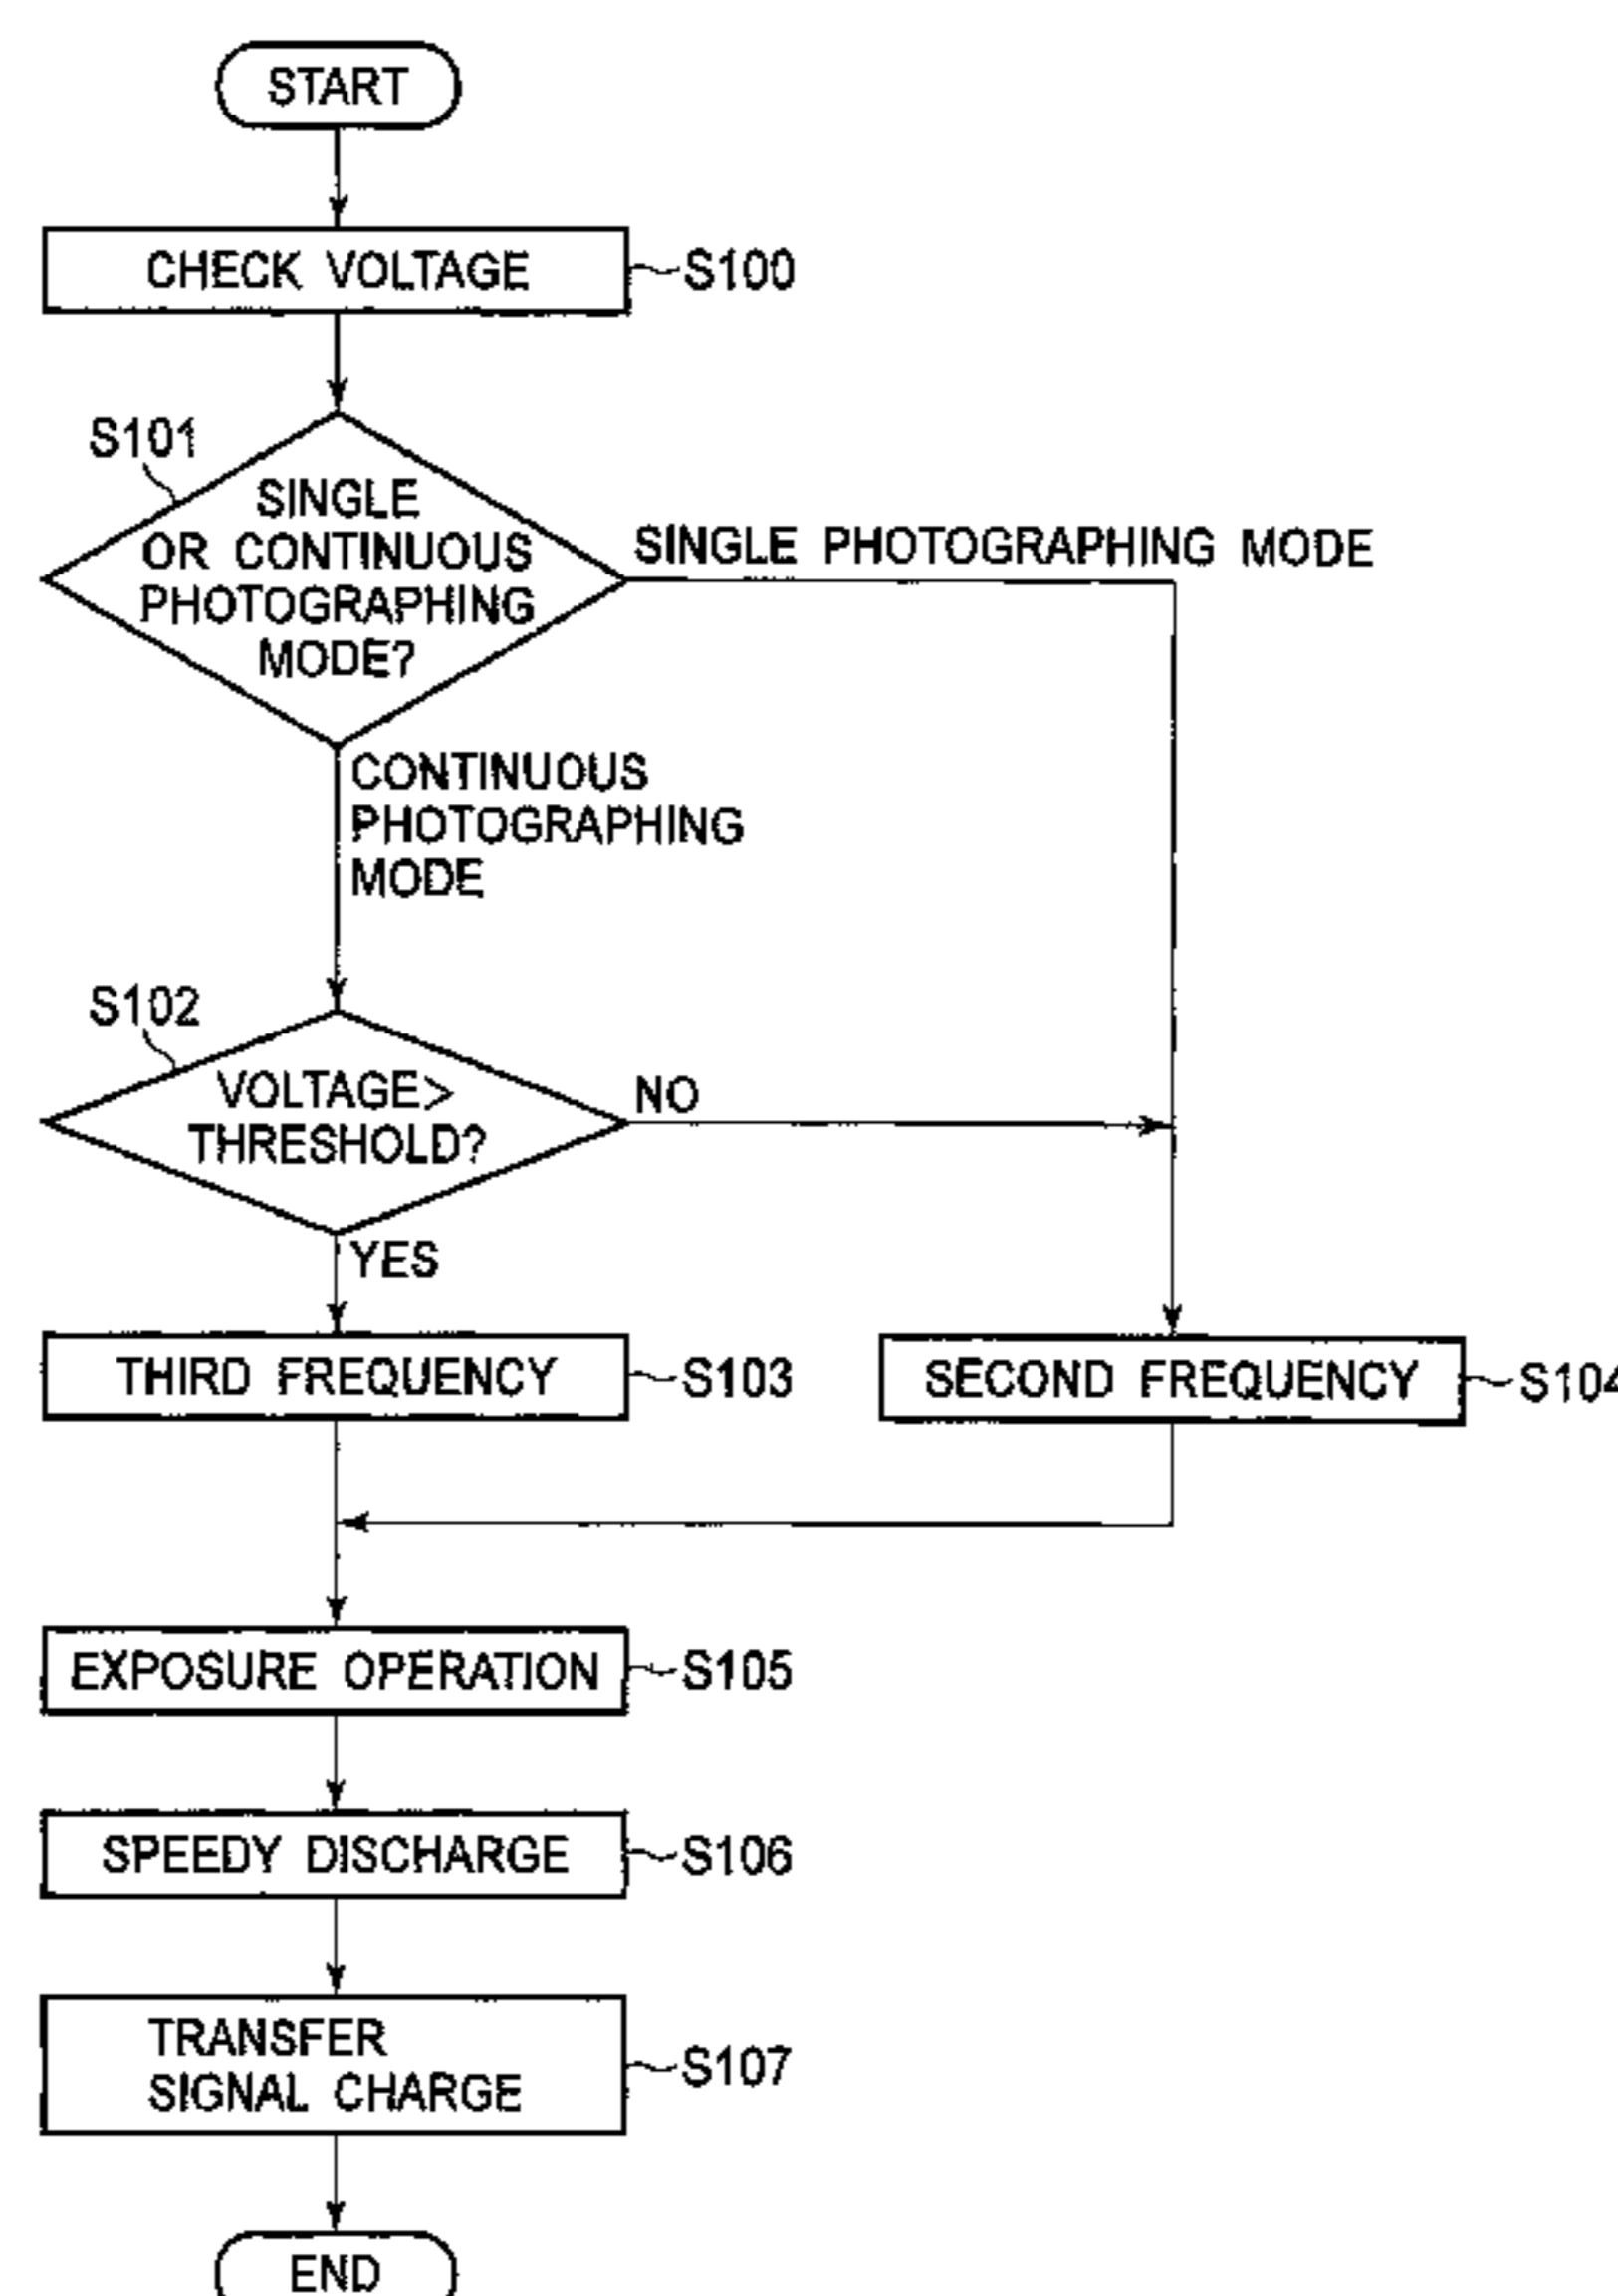 START
CHECK VOLTAGE
S100
S101
SINGLE
OR CONTINUOUS
PHOTOGRAPHING
MODE?
SINGLE PHOTOGRAPHING MODE
CONTINUOUS
PHOTOGRAPHING
MODE
S102
VOLTAGE>
THRESHOLD?
NO
YES
THIRD FREQUENCY
S103
SECOND FREQUENCY
S104
EXPOSURE OPERATION
S105
SPEEDY DISCHARGE
S106
TRANSFER
SIGNAL CHARGE
S107
END